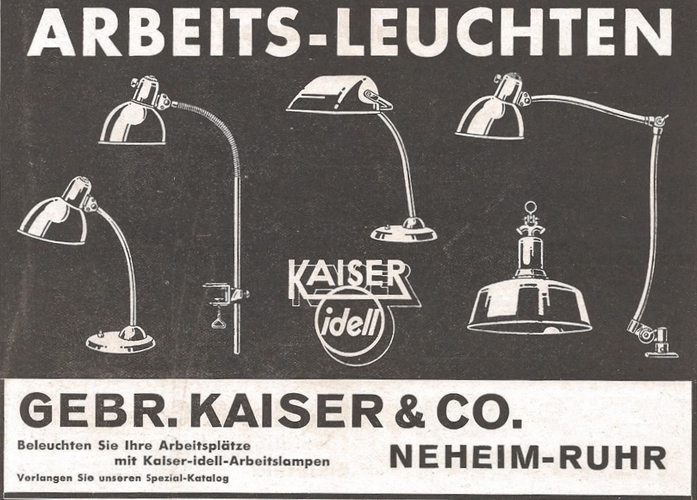 ARBEITS-LEUCHTEN
KAISER
idell
GEBR. KAISER & CO.
Beleuchten Sie Ihre Arbeitsplätze
mit Kaiser-idell-Arbeitslampen
Verlangen Sie unseren Spezial-Katalog
NEHEIM-RUHR